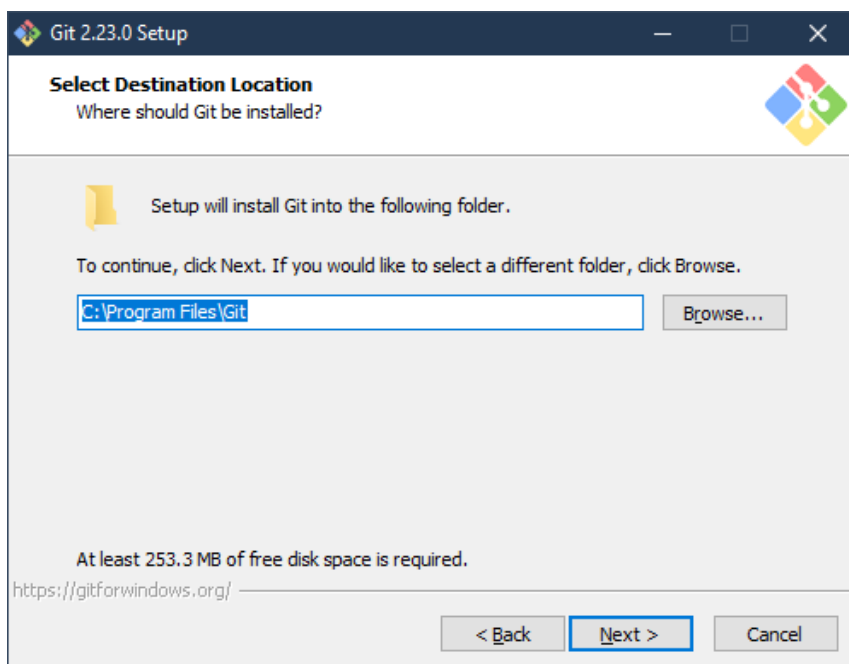 Git 2.23.0 Setup
Select Destination Location
Where should Git be installed?
Setup will install Git into the following folder.
To continue, click Next. If you would like to select a different folder, click Browse.
C:\Program Files\Git
Browse...
At least 253.3 MB of free disk space is required.
https://gitforwindows.org/
< Back
Next >
Cancel